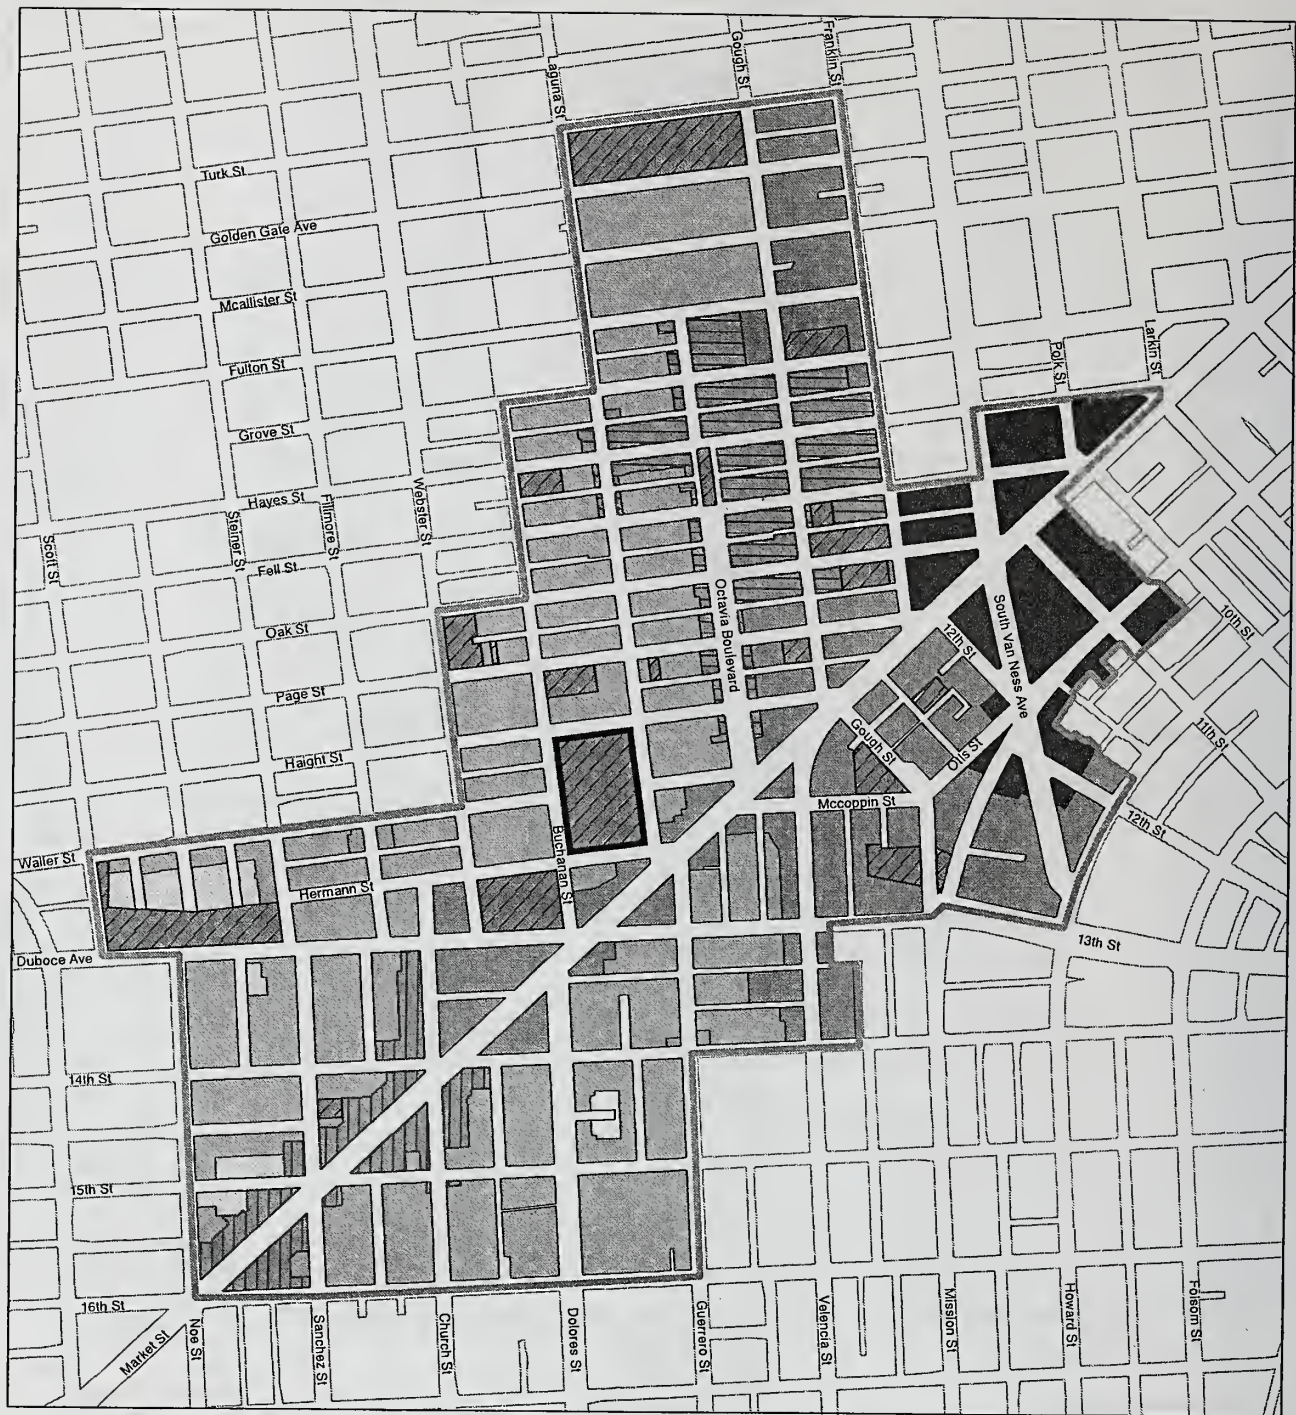 Laguna St
Gough St
Franklin St
Turk St
Golden Gate Ave
Mcallister St
Fulton St
Grove St
Hayes St
Fell St
Oak St
Page St
Haight St
Waller St
Hermann St
Duboce Ave
14th St
15th St
16th St
Market St
Scott St
Steiner St
Fillmore St
Webster St
Buchanan St
Octavia Boulevard
Polk St
Larkin St
South Van Ness Ave
12th St
Gough St
Otis St
Mccoppin St
10th St
11th St
12th St
13th St
Noe St
Sanchez St
Church St
Dolores St
Guerrero St
Valencia St
Mission St
Howard St
Folsom St